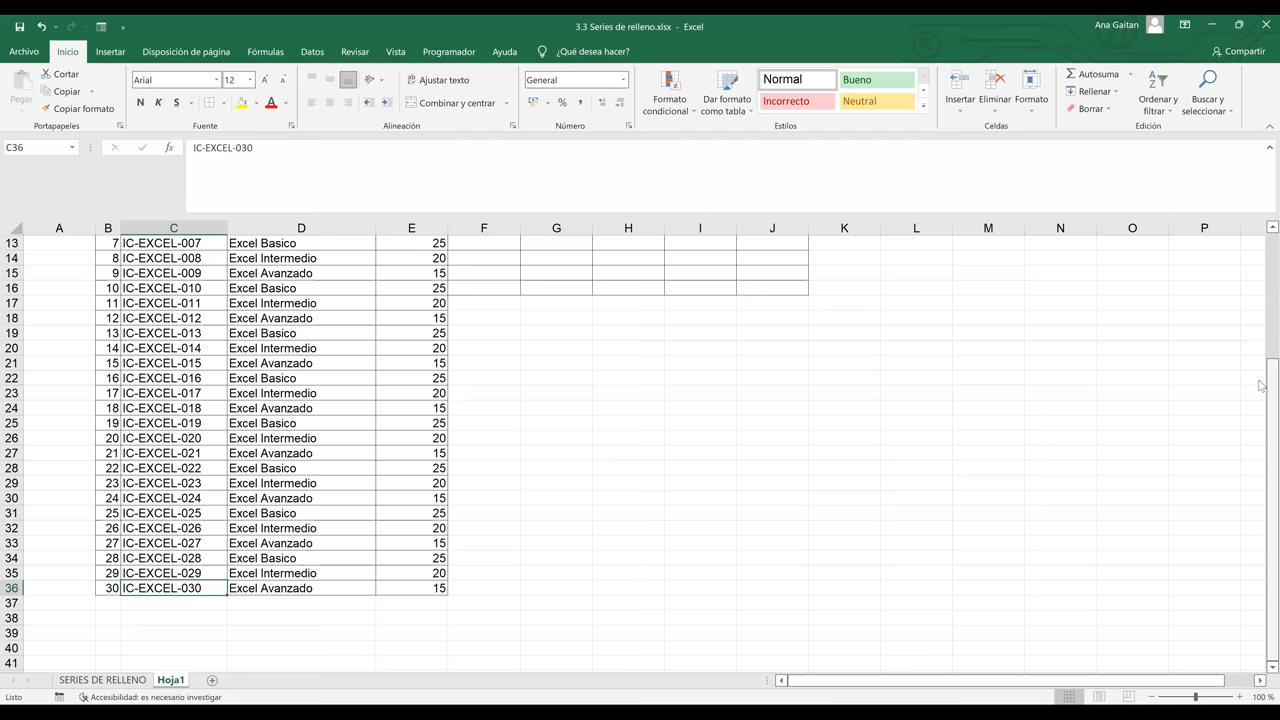 3.3 Series de relleno.xlsx - Excel
Ana Gaitan
Archivo Inicio Insertar Disposición de página Fórmulas Datos Revisar Vista Programador Ayuda ¿Qué desea hacer? Compartir
Pegar
Cortar
Copiar
Copiar formato
Portapapeles
Arial 12
N K S
Fuente
Ajustar texto
Combinar y centrar
Alineación
General
% 
Número
Formato condicional
Dar formato como tabla
Normal Bueno
Incorrecto Neutral
Estilos
Insertar Eliminar Formato
Celdas
Autosuma
Rellenar
Borrar
Ordenar y filtrar
Buscar y seleccionar
Edición
C36 fx IC-EXCEL-030
A B C D E F G H I J K L M N O P
13 7 IC-EXCEL-007 Excel Basico 25
14 8 IC-EXCEL-008 Excel Intermedio 20
15 9 IC-EXCEL-009 Excel Avanzado 15
16 10 IC-EXCEL-010 Excel Basico 25
17 11 IC-EXCEL-011 Excel Intermedio 20
18 12 IC-EXCEL-012 Excel Avanzado 15
19 13 IC-EXCEL-013 Excel Basico 25
20 14 IC-EXCEL-014 Excel Intermedio 20
21 15 IC-EXCEL-015 Excel Avanzado 15
22 16 IC-EXCEL-016 Excel Basico 25
23 17 IC-EXCEL-017 Excel Intermedio 20
24 18 IC-EXCEL-018 Excel Avanzado 15
25 19 IC-EXCEL-019 Excel Basico 25
26 20 IC-EXCEL-020 Excel Intermedio 20
27 21 IC-EXCEL-021 Excel Avanzado 15
28 22 IC-EXCEL-022 Excel Basico 25
29 23 IC-EXCEL-023 Excel Intermedio 20
30 24 IC-EXCEL-024 Excel Avanzado 15
31 25 IC-EXCEL-025 Excel Basico 25
32 26 IC-EXCEL-026 Excel Intermedio 20
33 27 IC-EXCEL-027 Excel Avanzado 15
34 28 IC-EXCEL-028 Excel Basico 25
35 29 IC-EXCEL-029 Excel Intermedio 20
36 30 IC-EXCEL-030 Excel Avanzado 15
37
38
39
40
41
SERIES DE RELLENO Hoja1
Listo Accesibilidad: es necesario investigar 100 %